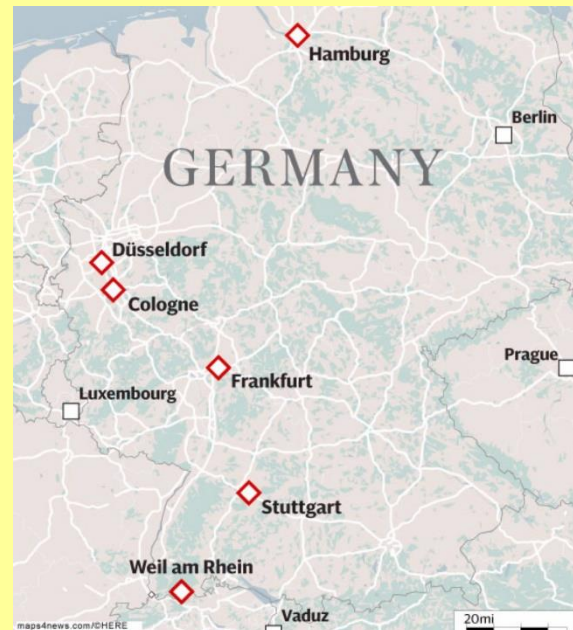 Hamburg
Berlin
GERMANY
Düsseldorf
Cologne
Prague
Frankfurt
Luxembourg
Stuttgart
Weil am Rhein
Vaduz
20mi
maps4news.com/©HERE